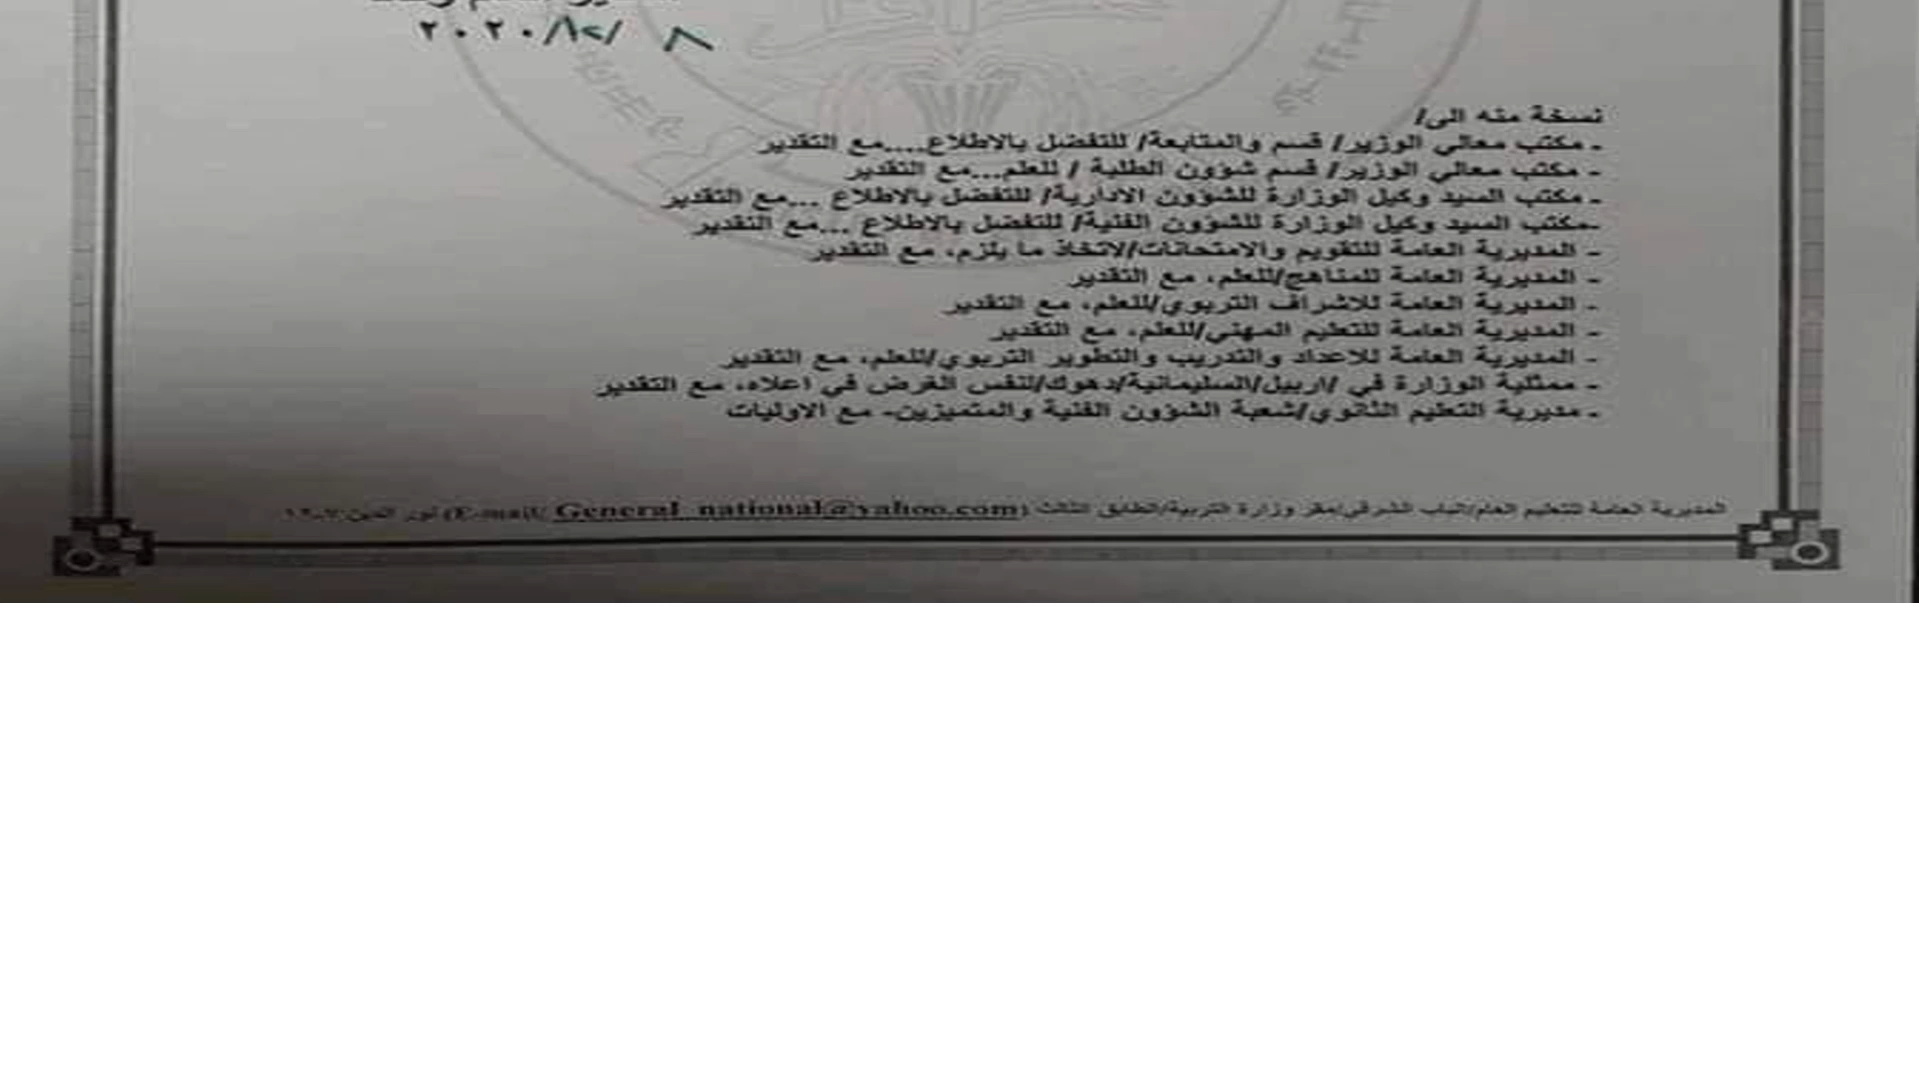 ٨ /١٢/ ٢٠٢٠
نسخة منه الى/
- مكتب معالي الوزير/ قسم والمتابعة/ للتفضل بالاطلاع....مع التقدير
- مكتب معالي الوزير/ قسم شؤون الطلبة / للعلم...مع التقدير
- مكتب السيد وكيل الوزارة للشؤون الادارية/ للتفضل بالاطلاع ...مع التقدير
-مكتب السيد وكيل الوزارة للشؤون الفنية/ للتفضل بالاطلاع ...مع التقدير
- المديرية العامة للتقويم والامتحانات/لاتخاذ ما يلزم، مع التقدير
- المديرية العامة للمناهج/للعلم، مع التقدير
- المديرية العامة للاشراف التربوي/للعلم، مع التقدير
- المديرية العامة للتعليم المهني/للعلم، مع التقدير
- المديرية العامة للاعداد والتدريب والتطوير التربوي/للعلم، مع التقدير
- ممثلية الوزارة في /اربيل/السليمانية/دهوك/لنفس الغرض في اعلاه، مع التقدير
- مديرية التعليم الثانوي/شعبة الشؤون الفنية والمتميزين- مع الاوليات
المديرية العامة للتعليم العام/الباب الشرقي/مقر وزارة التربية/الطابق الثالث (E-mail/ General_national@yahoo.com) نور الدين